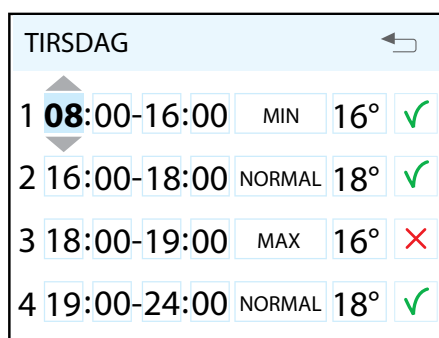 TIRSDAG
1 08:00-16:00 MIN 16°
2 16:00-18:00 NORMAL 18°
3 18:00-19:00 MAX 16°
4 19:00-24:00 NORMAL 18°